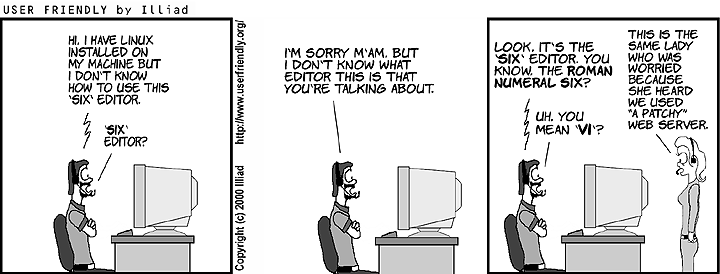 USER FRIENDLY by Illiad
HI, I HAVE LINUX
INSTALLED ON
MY MACHINE BUT
I DON'T KNOW
HOW TO USE THIS
'SIX' EDITOR.
'SIX'
EDITOR?
Copyright (c) 2000 Illiad http://www.userfriendly.org/
I'M SORRY M'AM, BUT
I DON'T KNOW WHAT
EDITOR THIS IS THAT
YOU'RE TALKING ABOUT.
LOOK, IT'S THE
'SIX' EDITOR. YOU
KNOW, THE ROMAN
NUMERAL SIX?
UH. YOU
MEAN 'VI'?
THIS IS THE
SAME LADY
WHO WAS
WORRIED
BECAUSE
SHE HEARD
WE USED
"A PATCHY"
WEB SERVER.